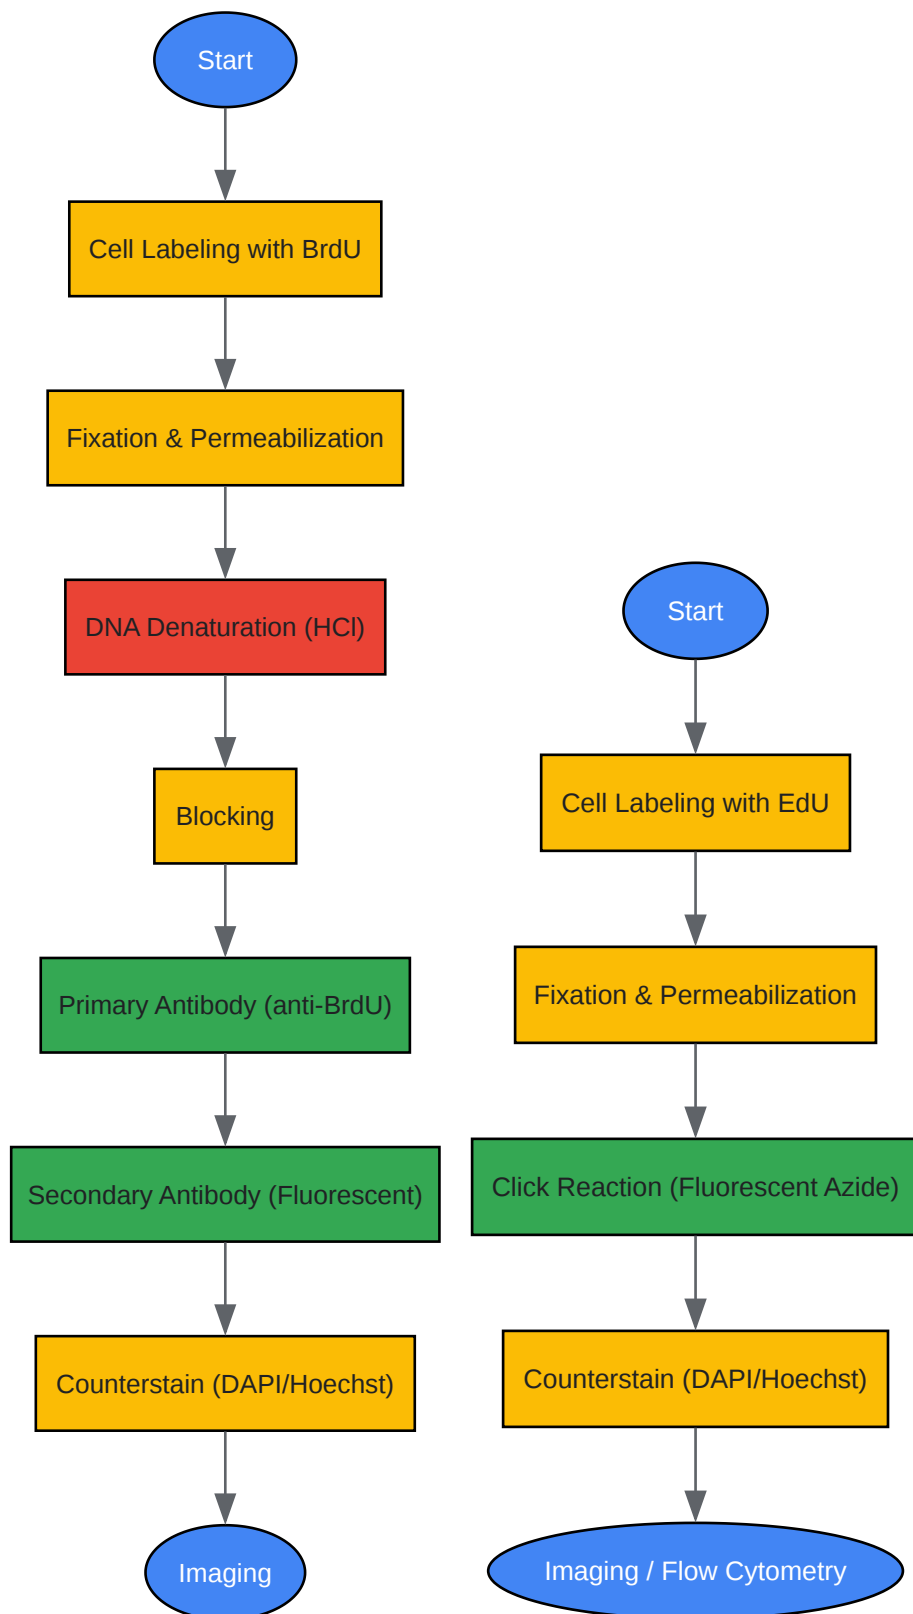 Start
Cell Labeling with BrdU
Fixation & Permeabilization
DNA Denaturation (HCl)
Blocking
Primary Antibody (anti-BrdU)
Secondary Antibody (Fluorescent)
Counterstain (DAPI/Hoechst)
Imaging
Start
Cell Labeling with EdU
Fixation & Permeabilization
Click Reaction (Fluorescent Azide)
Counterstain (DAPI/Hoechst)
Imaging / Flow Cytometry